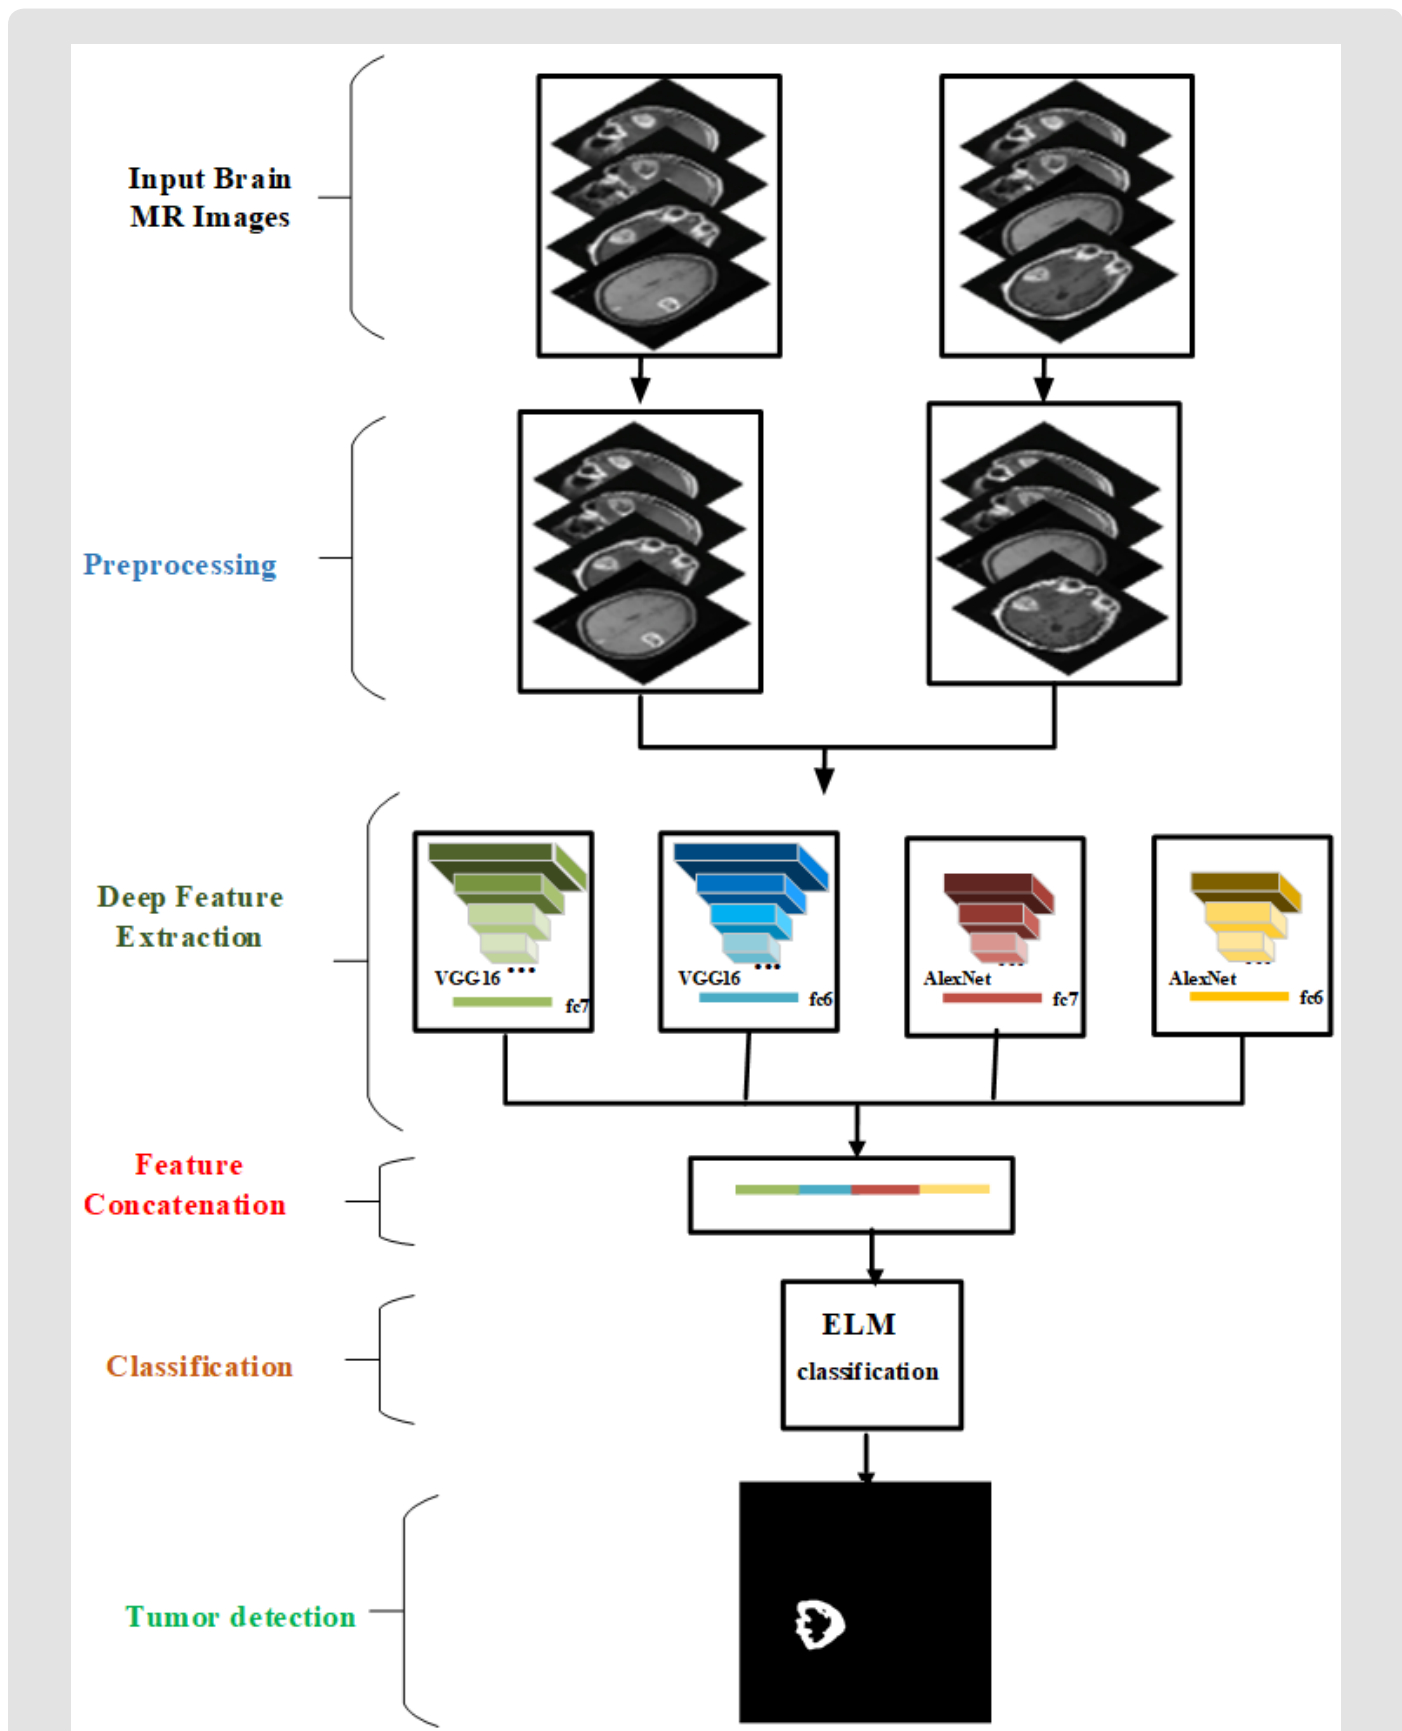 Input Brain
MR Images
Preprocessing
Deep Feature
Extraction
VGG16
fc7
VGG16
fc6
AlexNet
fc7
AlexNet
fc6
Feature
Concatenation
ELM
classification
Classification
Tumor detection